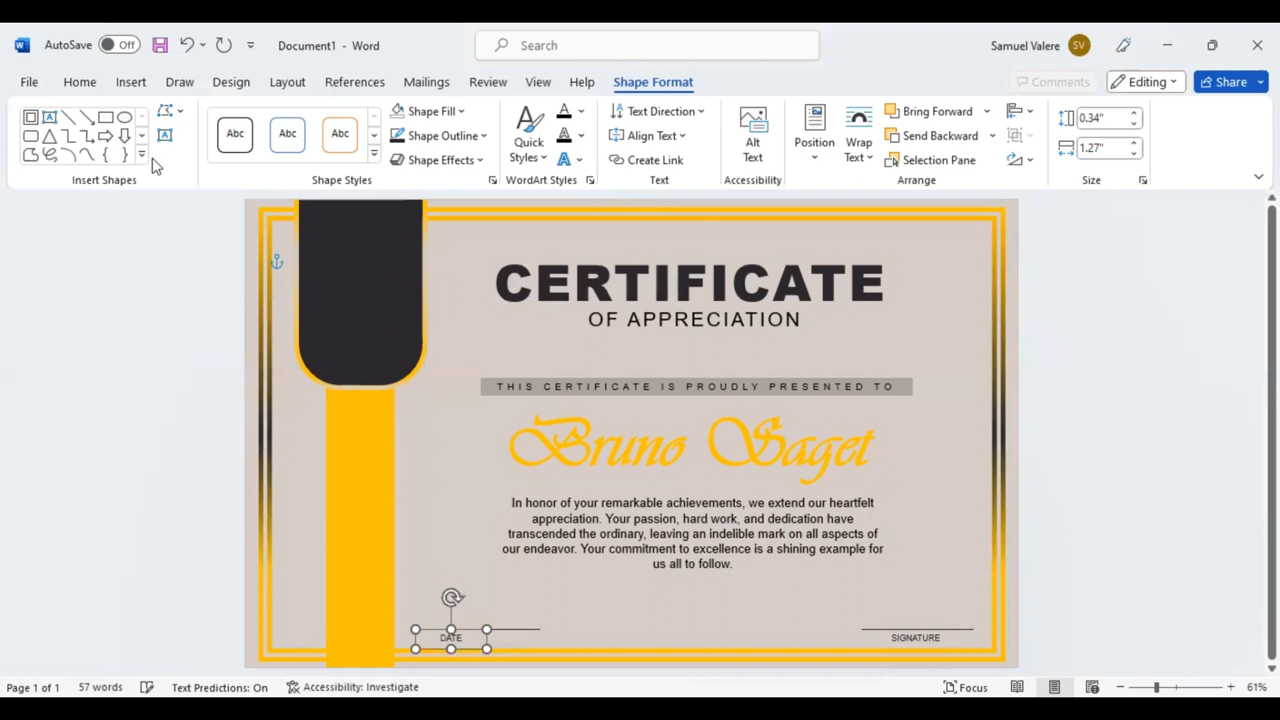 AutoSave Off Document1 - Word Search Samuel Valere SV
File Home Insert Draw Design Layout References Mailings Review View Help Shape Format Comments Editing Share
Abc Abc Abc Shape Fill Quick Styles Text Direction Alt Text Position Wrap Text Bring Forward 0.34"
Shape Outline Align Text Send Backward 1.27"
Shape Effects Create Link Selection Pane
Insert Shapes Shape Styles WordArt Styles Text Accessibility Arrange Size
CERTIFICATE
OF APPRECIATION
THIS CERTIFICATE IS PROUDLY PRESENTED TO
Bruno Saget
In honor of your remarkable achievements, we extend our heartfelt
appreciation. Your passion, hard work, and dedication have
transcended the ordinary, leaving an indelible mark on all aspects of
our endeavor. Your commitment to excellence is a shining example for
us all to follow.
DATE SIGNATURE
Page 1 of 1 57 words Text Predictions: On Accessibility: Investigate Focus 61%